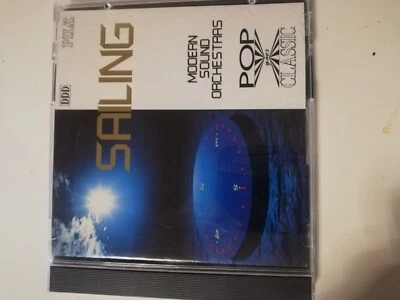 DDD PILZ
SAILING
MODERN
SOUND
ORCHESTRAS
POP
CLASSIC